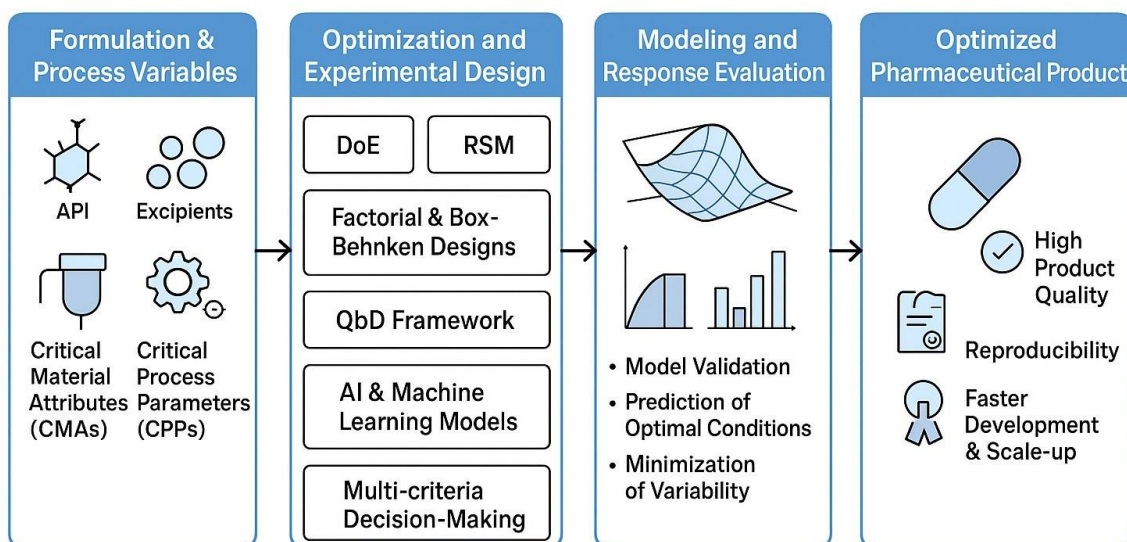 Formulation &
Process Variables
API
Excipients
Critical
Material
Attributes
(CMAs)
Critical
Process
Parameters
(CPPs)
Optimization and
Experimental Design
DoE
RSM
Factorial & Box-
Behnken Designs
QbD Framework
AI & Machine
Learning Models
Multi-criteria
Decision-Making
Modeling and
Response Evaluation
• Model Validation
• Prediction of
Optimal Conditions
• Minimization
of Variability
Optimized
Pharmaceutical Product
High
Product
Quality
Reproducibility
Faster
Development
& Scale-up